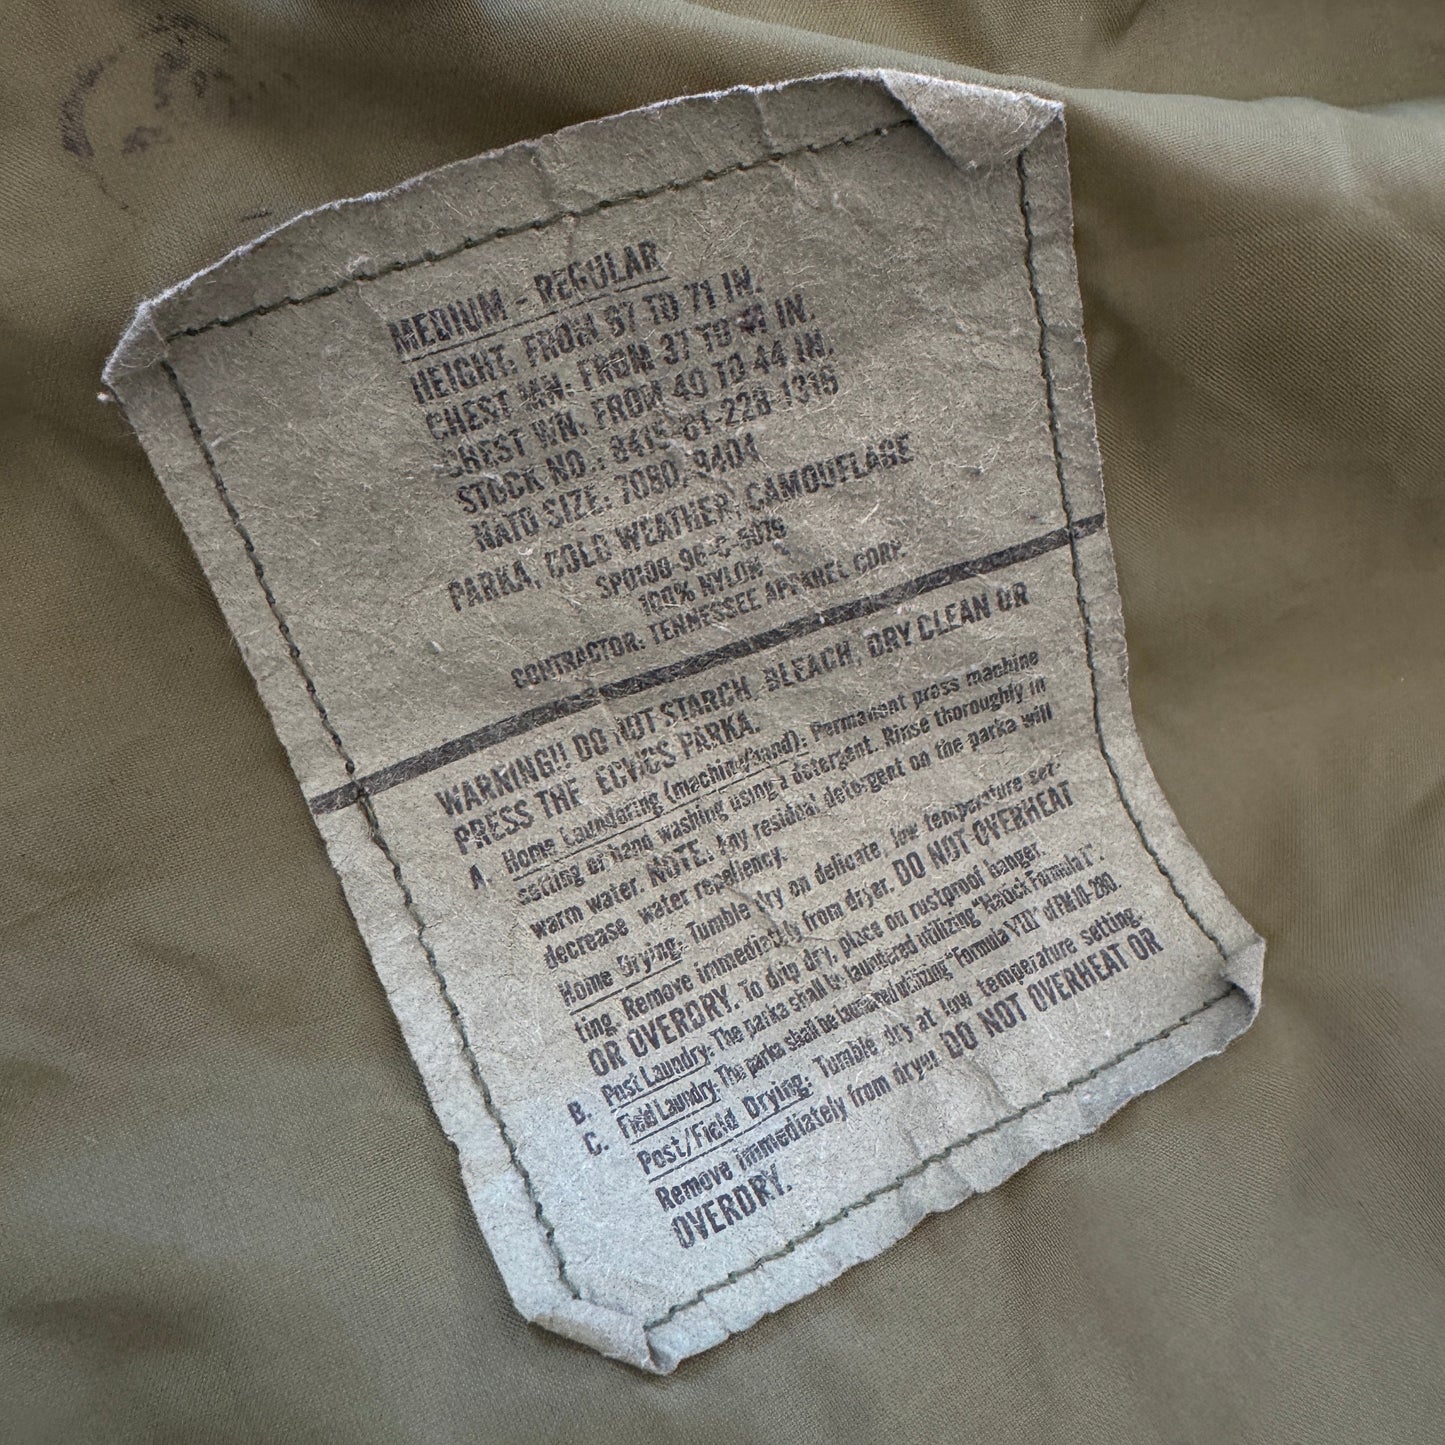 MEDIUM - REGULAR
HEIGHT: FROM 67 TO 71 IN.
CHEST MN: FROM 37 TO 41 IN.
CHEST WN: FROM 40 TO 44 IN.
STOCK NO.: 8415-01-228-1316
NATO SIZE: 7080/9404
PARKA, COLD WEATHER, CAMOUFLAGE
SPO100-96-C-5079
100% NYLON
CONTRACTOR: TENNESSEE APPAREL CORP.
WARNING!! DO NOT STARCH, BLEACH, DRY CLEAN OR
PRESS THE ECWCS PARKA.
A. Home Laundering (machine/hand): Permanent press machine
setting or hand washing using a detergent. Rinse thoroughly in
warm water. NOTE: Any residual detergent on the parka will
decrease water repellency.
Home Drying: Tumble dry on delicate, low temperature set-
ting. Remove immediately from dryer. DO NOT OVERHEAT
OR OVERDRY. To drip dry, place on rustproof hanger.
B. Post Laundry: The parka shall be laundered utilizing "Natick Formula I".
C. Field Laundry: The parka shall be laundered utilizing "Formula VIII" of FM 10-280.
Post/Field Drying: Tumble dry at low temperature setting.
Remove immediately from dryer DO NOT OVERHEAT OR
OVERDRY.